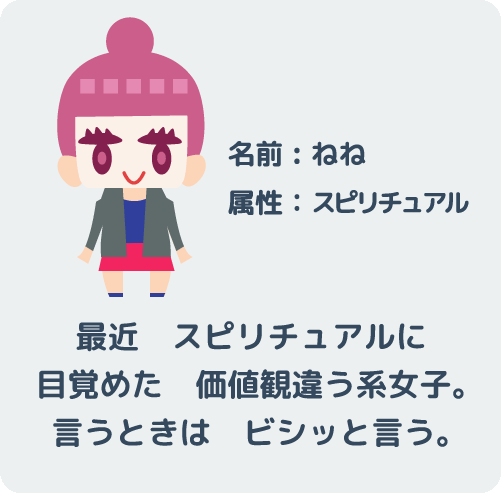 名前：ねね
属性：スピリチュアル
最近　スピリチュアルに
目覚めた　価値観違う系女子。
言うときは　ビシッと言う。